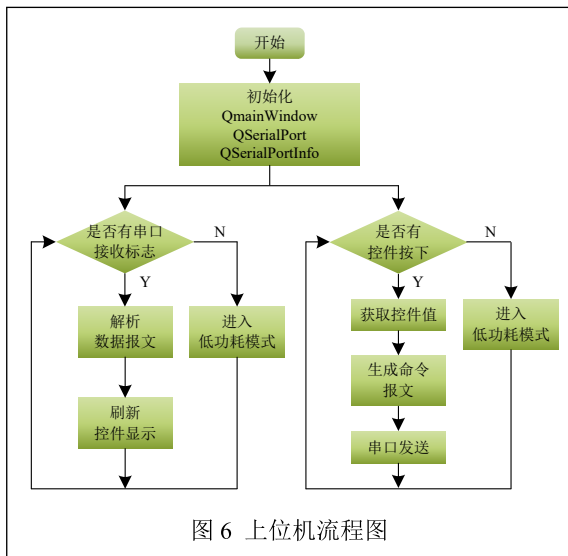 开始
初始化
QmainWindow
QSerialPort
QSerialPortInfo
是否有串口
接收标志
N
Y
解析
数据报文
进入
低功耗模式
刷新
控件显示
是否有
控件按下
N
Y
获取控件值
进入
低功耗模式
生成命令
报文
串口发送
图 6 上位机流程图